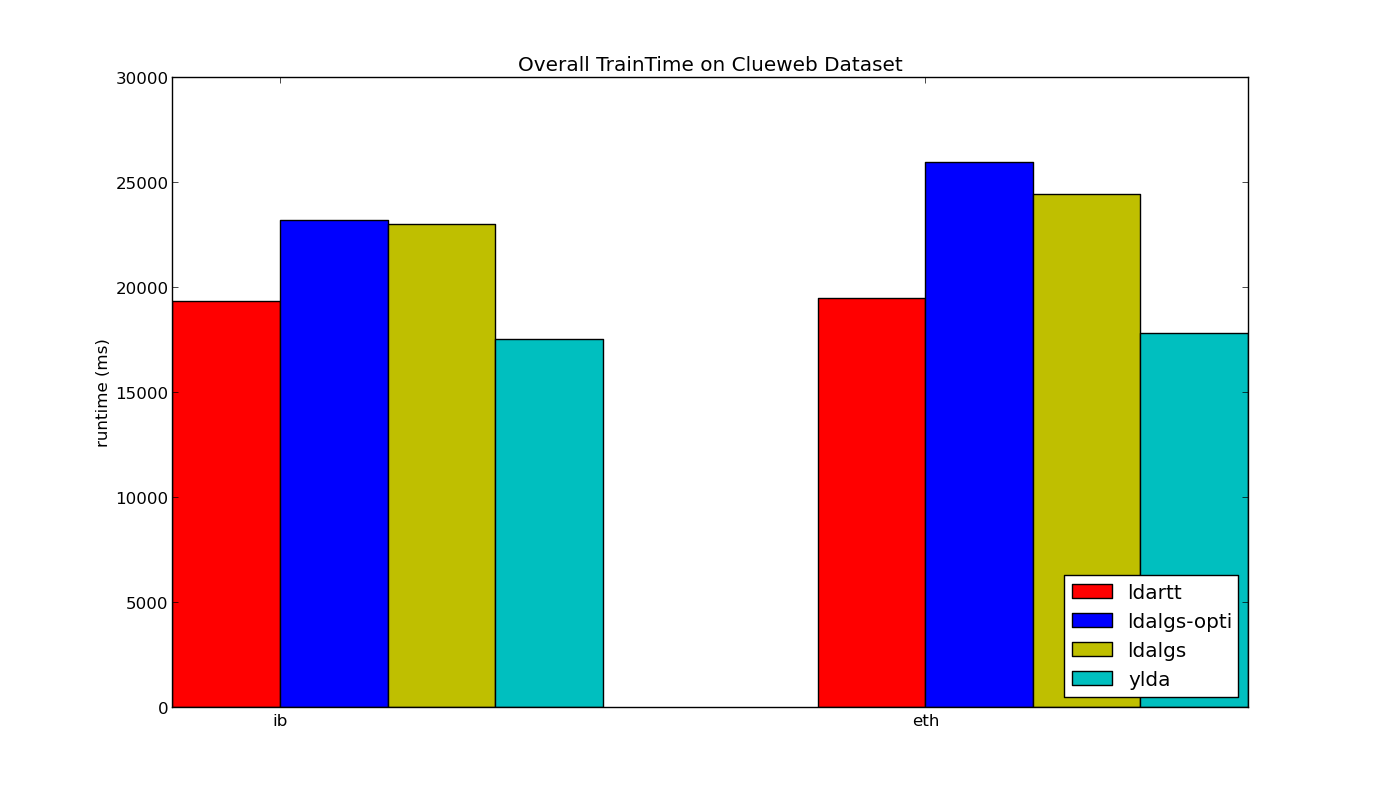 Overall TrainTime on Clueweb Dataset
30000
25000
20000
15000
10000
5000
0
runtime (ms)
ib
eth
ldartt
ldalgs-opti
ldalgs
ylda